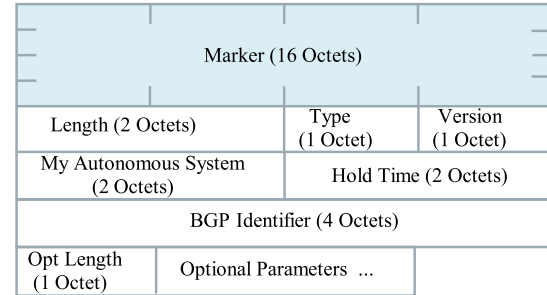 Marker (16 Octets)
Length (2 Octets)
Type
(1 Octet)
Version
(1 Octet)
My Autonomous System
(2 Octets)
Hold Time (2 Octets)
BGP Identifier (4 Octets)
Opt Length
(1 Octet)
Optional Parameters ...